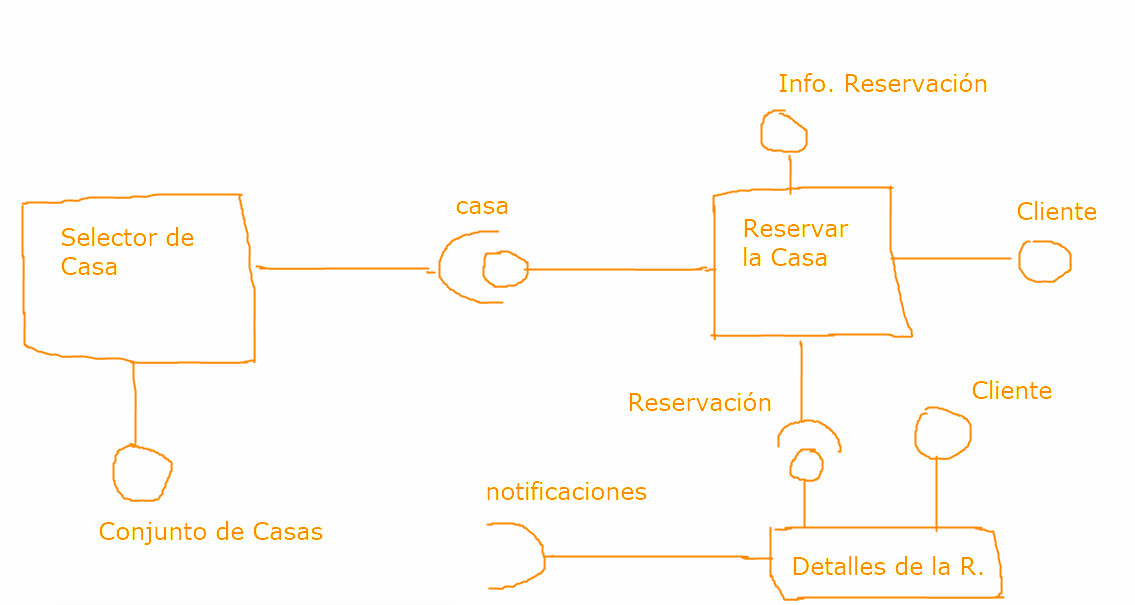 Info. Reservación
casa
Cliente
Selector de
Casa
Reservar
la Casa
Reservación
Cliente
notificaciones
Conjunto de Casas
Detalles de la R.